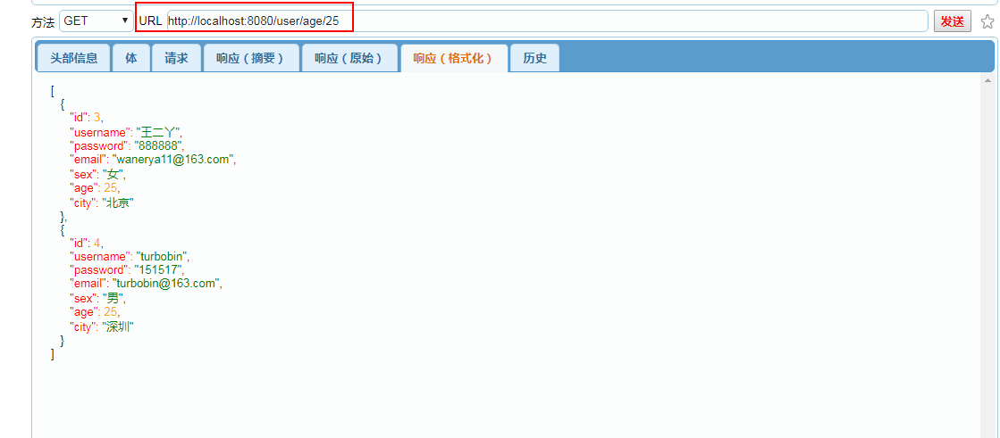 方法 GET URL http://localhost:8080/user/age/25 发送
头部信息 体 请求 响应（摘要） 响应（原始） 响应（格式化） 历史
[
{
"id": 3,
"username": "王二丫",
"password": "888888",
"email": "wanerya11@163.com",
"sex": "女",
"age": 25,
"city": "北京"
},
{
"id": 4,
"username": "turbobin",
"password": "151517",
"email": "turbobin@163.com",
"sex": "男",
"age": 25,
"city": "深圳"
}
]